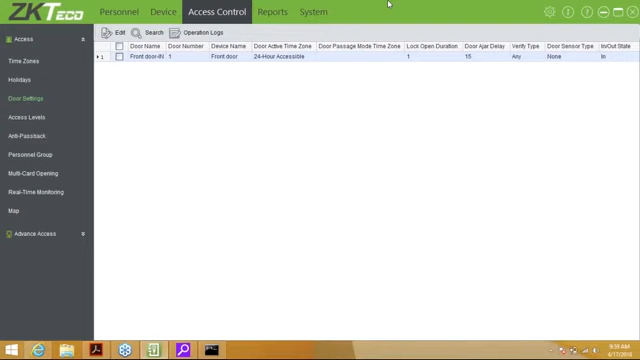 ZKTeco Personnel Device Access Control Reports System
Access
Edit Search Operation Logs
Door Name Door Number Device Name Door Active Time Zone Door Passage Mode Time Zone Lock Open Duration Door Ajar Delay Verify Type Door Sensor Type In/Out State
1 Front door-IN 1 Front door 24-Hour Accessible 1 15 Any None In
Time Zones
Holidays
Door Settings
Access Levels
Anti-Passback
Personnel Group
Multi-Card Opening
Real-Time Monitoring
Map
Advance Access
9:39 AM